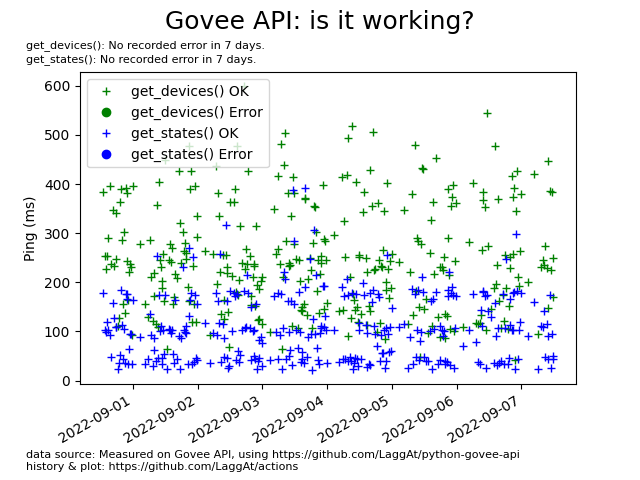 Govee API: is it working?
get_devices(): No recorded error in 7 days.
get_states(): No recorded error in 7 days.
600
500
400
300
200
100
0
Ping (ms)
get_devices() OK
get_devices() Error
get_states() OK
get_states() Error
2022-09-01
2022-09-02
2022-09-03
2022-09-04
2022-09-05
2022-09-06
2022-09-07
data source: Measured on Govee API, using https://github.com/LaggAt/python-govee-api
history & plot: https://github.com/LaggAt/actions